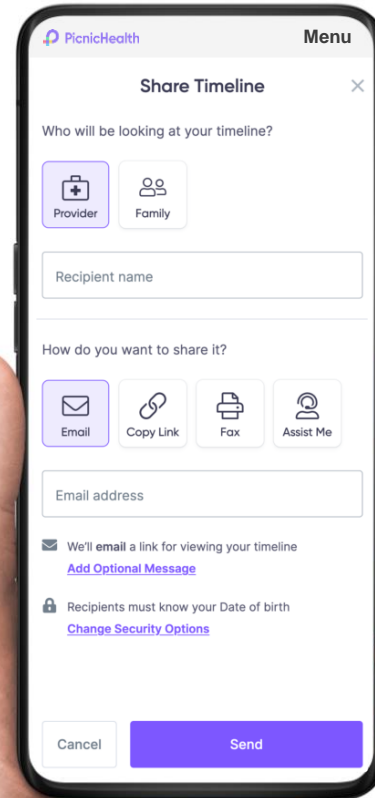 PicnicHealth Menu
Share Timeline
Who will be looking at your timeline?
Provider Family
Recipient name
How do you want to share it?
Email Copy Link Fax Assist Me
Email address
We'll email a link for viewing your timeline
Add Optional Message
Recipients must know your Date of birth
Change Security Options
Cancel Send